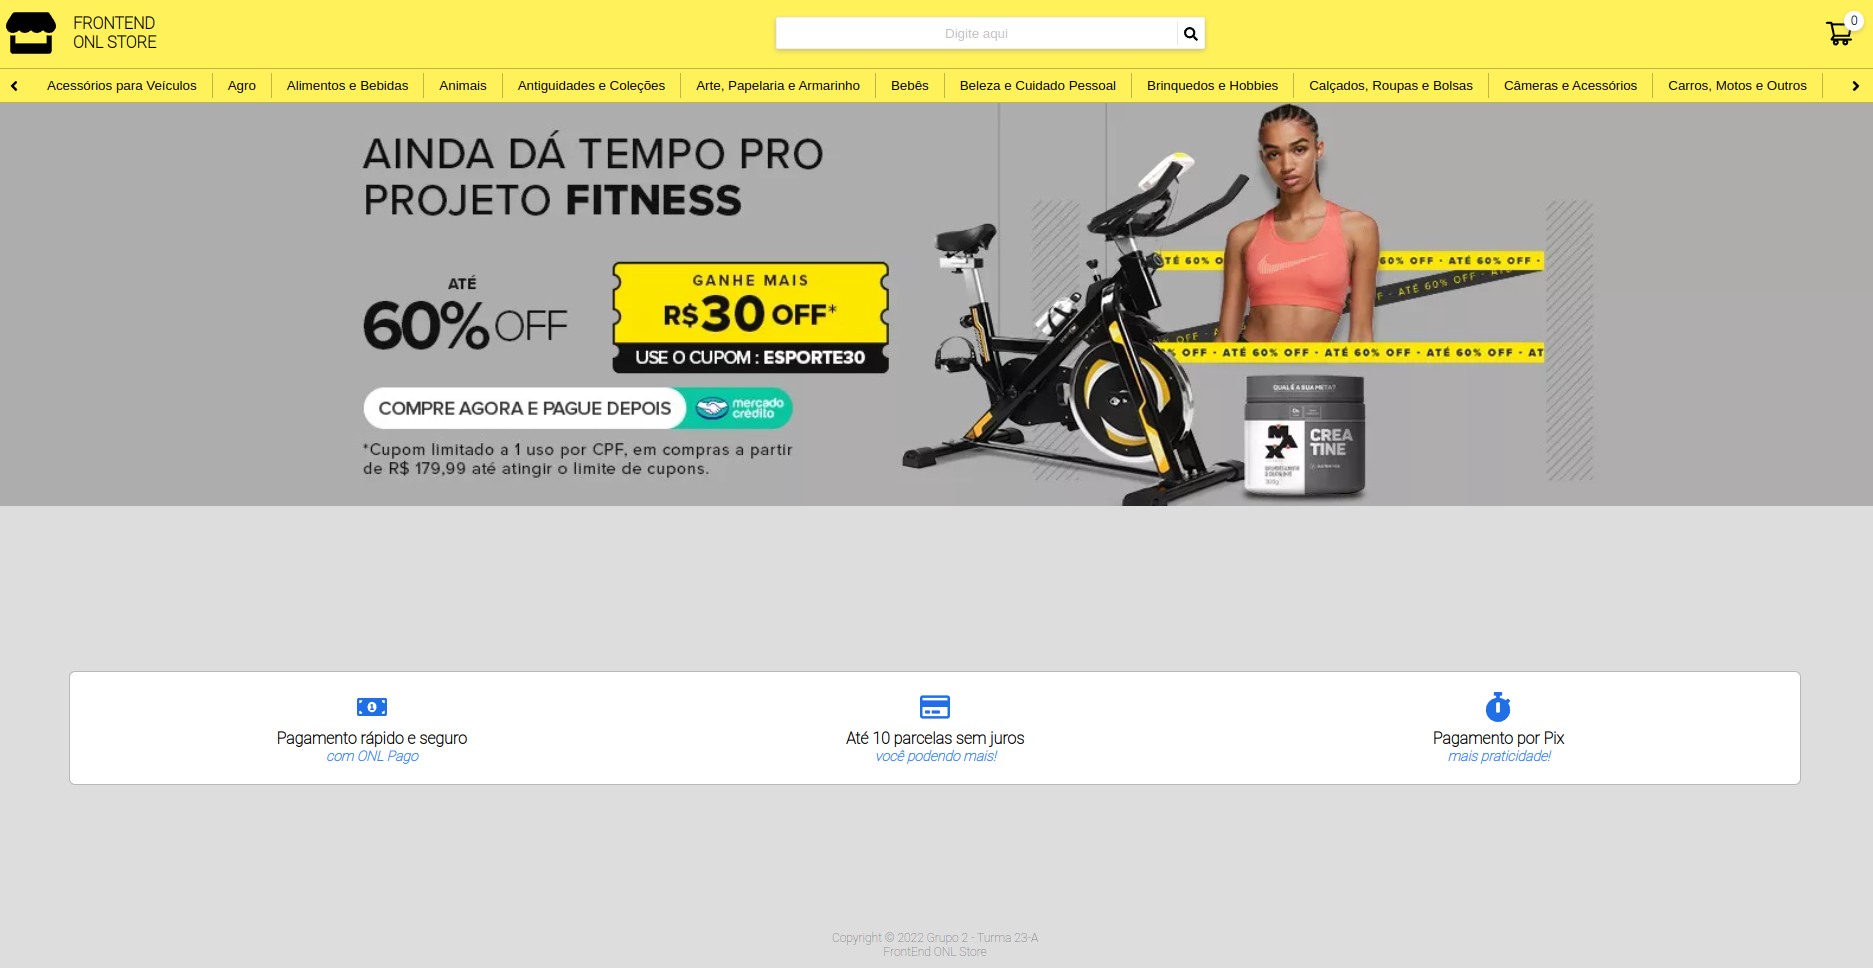 FRONTEND
ONL STORE
Digite aqui
0
Acessórios para Veículos
Agro
Alimentos e Bebidas
Animais
Antiguidades e Coleções
Arte, Papelaria e Armarinho
Bebês
Beleza e Cuidado Pessoal
Brinquedos e Hobbies
Calçados, Roupas e Bolsas
Câmeras e Acessórios
Carros, Motos e Outros
AINDA DÁ TEMPO PRO
PROJETO FITNESS
ATÉ
60% OFF
GANHE MAIS
R$30 OFF*
USE O CUPOM : ESPORTE30
COMPRE AGORA E PAGUE DEPOIS
mercado
crédito
*Cupom limitado a 1 uso por CPF, em compras a partir
de R$ 179,99 até atingir o limite de cupons.
TÉ 60% O
60% OFF · ATÉ 60% OFF ·
F · ATÉ 60% OFF · AT
OFF
% OFF · ATÉ 60% OFF · ATÉ 60% OFF · ATÉ 60% OFF · AT
QUAL É A SUA META?
MAX
CREA
TINE
300g
Pagamento rápido e seguro
com ONL Pago
Até 10 parcelas sem juros
você podendo mais!
Pagamento por Pix
mais praticidade!
Copyright © 2022 Grupo 2 - Turma 23-A
FrontEnd ONL Store